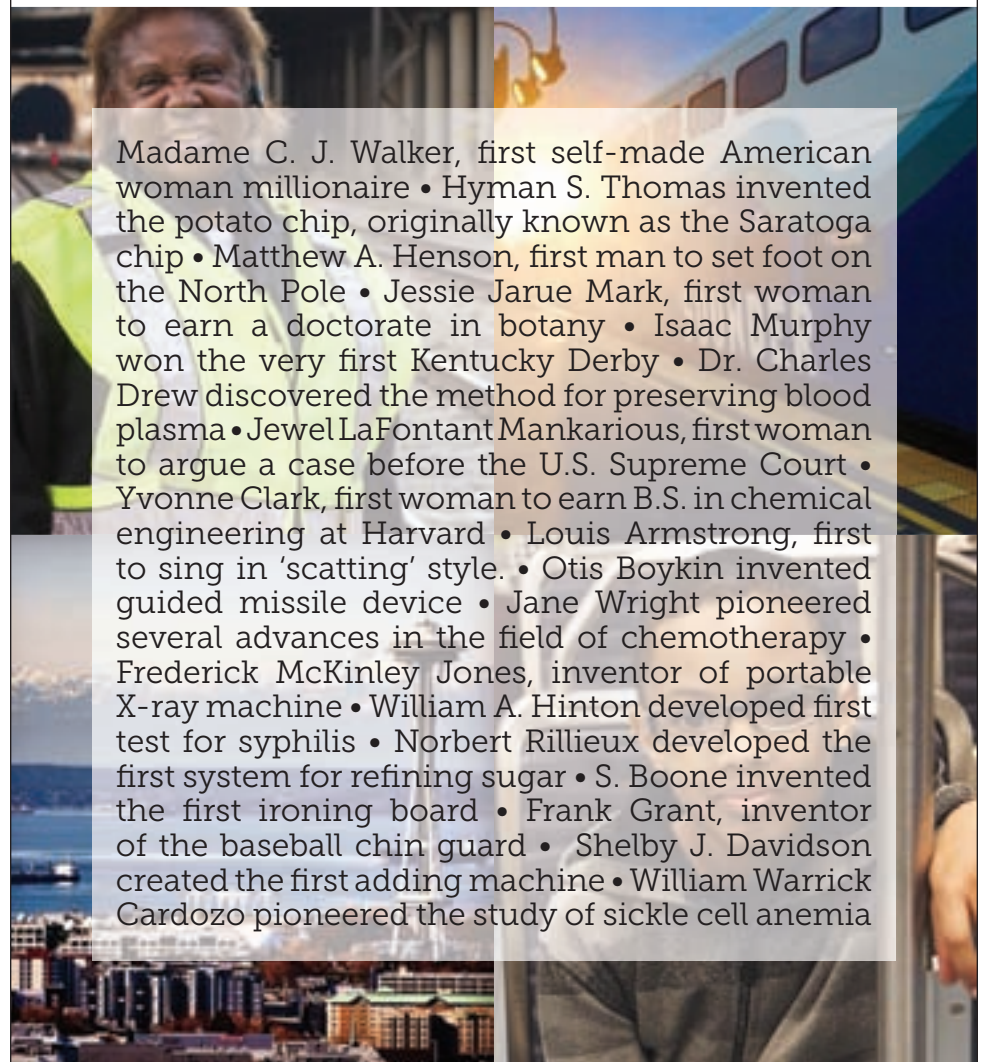 Madame C. J. Walker, first self-made American
woman millionaire • Hyman S. Thomas invented
the potato chip, originally known as the Saratoga
chip • Matthew A. Henson, first man to set foot on
the North Pole • Jessie Jarue Mark, first woman
to earn a doctorate in botany • Isaac Murphy
won the very first Kentucky Derby • Dr. Charles
Drew discovered the method for preserving blood
plasma • Jewel LaFontant Mankarious, first woman
to argue a case before the U.S. Supreme Court •
Yvonne Clark, first woman to earn B.S. in chemical
engineering at Harvard • Louis Armstrong, first
to sing in ‘scatting’ style. • Otis Boykin invented
guided missile device • Jane Wright pioneered
several advances in the field of chemotherapy •
Frederick McKinley Jones, inventor of portable
X-ray machine • William A. Hinton developed first
test for syphilis • Norbert Rillieux developed the
first system for refining sugar • S. Boone invented
the first ironing board • Frank Grant, inventor
of the baseball chin guard • Shelby J. Davidson
created the first adding machine • William Warrick
Cardozo pioneered the study of sickle cell anemia